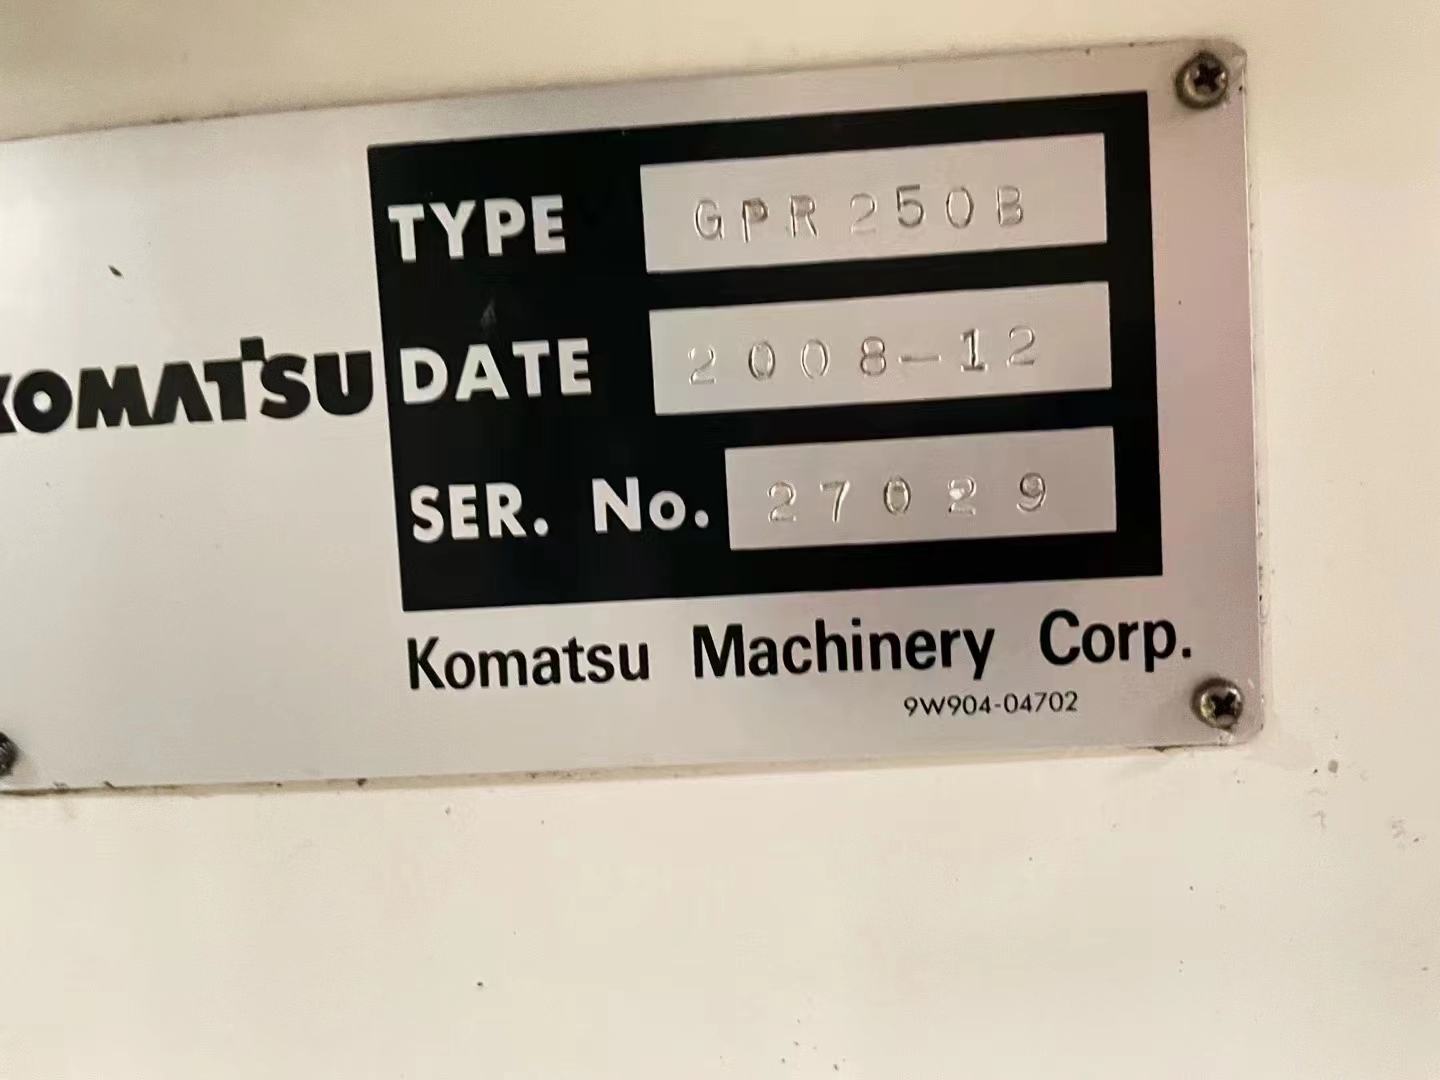 TYPE GPR250B
KOMATSU DATE 2008-12
SER. No. 27029
Komatsu Machinery Corp.
9W904-04702